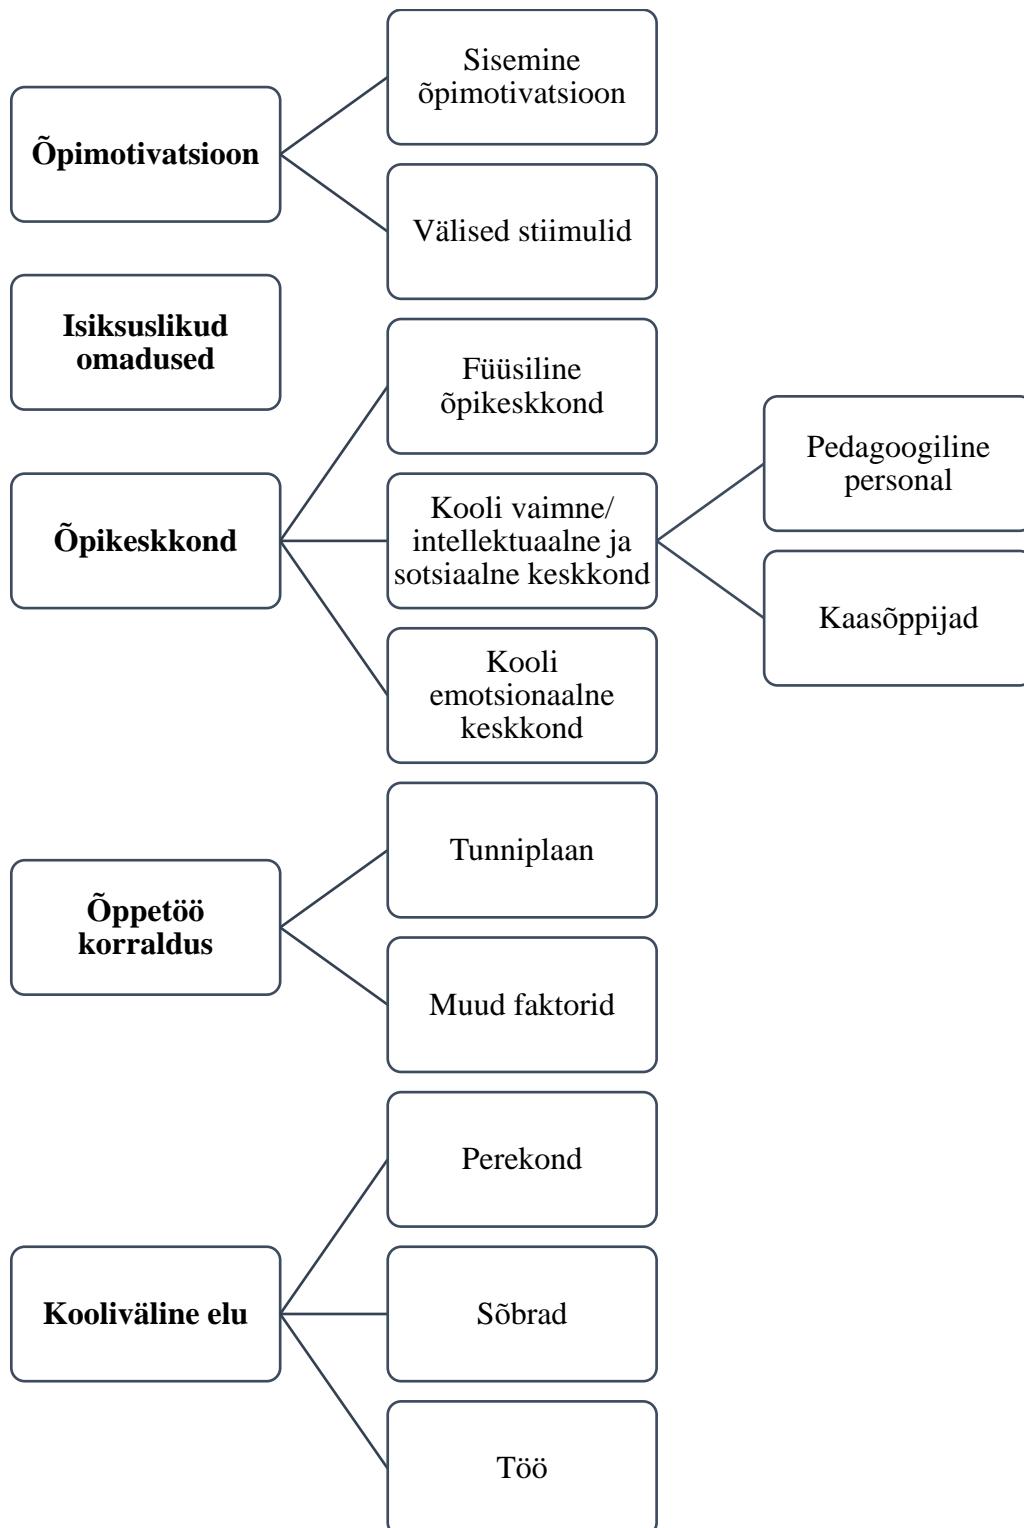 Õpimotivatsioon
Sisemine
õpimotivatsioon
Välised stiimulid
Isiksuslikud
omadused
Õpikeskkond
Füüsiline
õpikeskkond
Kooli vaimne/
intellektuaalne ja
sotsiaalne keskkond
Pedagoogiline
personal
Kaasõppijad
Kooli
emotsionaalne
keskkond
Õppetöö
korraldus
Tunniplaan
Muud faktorid
Kooliväline elu
Perekond
Sõbrad
Töö